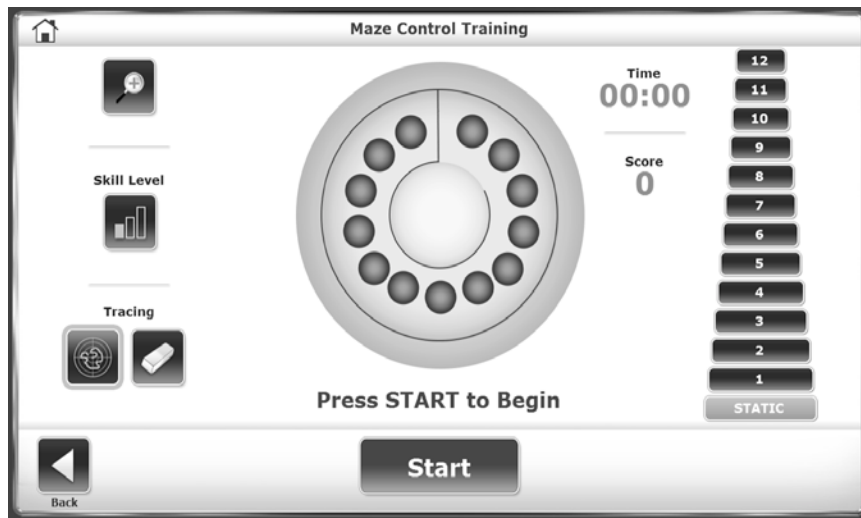 Maze Control Training
Time
00:00
Score
0
Skill Level
Tracing
12
11
10
9
8
7
6
5
4
3
2
1
STATIC
Press START to Begin
Back
Start